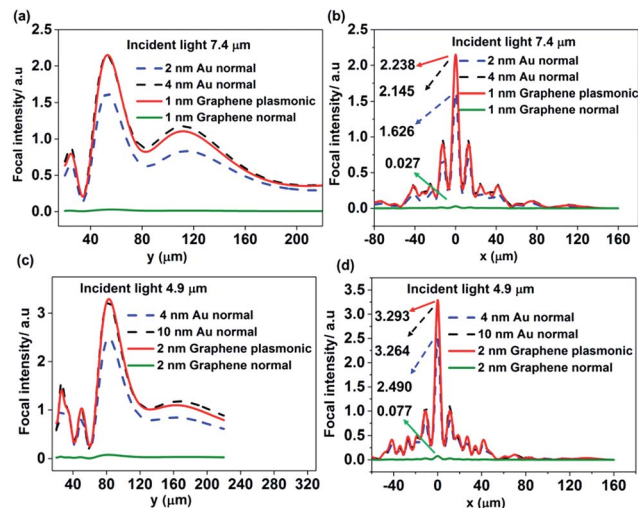 (a)
Incident light 7.4 μm
2 nm Au normal
4 nm Au normal
1 nm Graphene plasmonic
1 nm Graphene normal
Focal intensity/ a.u
2.5
2.0
1.5
1.0
0.5
0.0
40 80 120 160 200
y (μm)
(b)
Incident light 7.4 μm
2 nm Au normal
4 nm Au normal
1 nm Graphene plasmonic
1 nm Graphene normal
2.238
2.145
1.626
0.027
Focal intensity/ a.u
2.5
2.0
1.5
1.0
0.5
0.0
-80 -40 0 40 80 120 160
x (μm)
(c)
Incident light 4.9 μm
4 nm Au normal
10 nm Au normal
2 nm Graphene plasmonic
2 nm Graphene normal
Focal intensity/ a.u
3
2
1
0
40 80 120 160 200 240 280 320
y (μm)
(d)
Incident light 4.9 μm
4 nm Au normal
10 nm Au normal
2 nm Graphene plasmonic
2 nm Graphene normal
3.293
3.264
2.490
0.077
Focal intensity/ a.u
3.5
3.0
2.5
2.0
1.5
1.0
0.5
0.0
-40 0 40 80 120 160
x (μm)